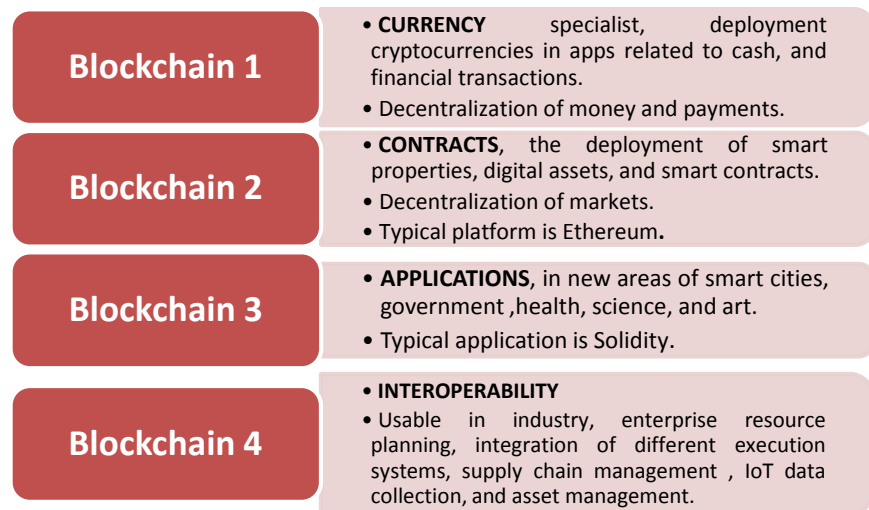 Blockchain 1
• CURRENCY specialist, deployment
cryptocurrencies in apps related to cash, and
financial transactions.
• Decentralization of money and payments.
Blockchain 2
• CONTRACTS, the deployment of smart
properties, digital assets, and smart contracts.
• Decentralization of markets.
• Typical platform is Ethereum.
Blockchain 3
• APPLICATIONS, in new areas of smart cities,
government ,health, science, and art.
• Typical application is Solidity.
Blockchain 4
• INTEROPERABILITY
• Usable in industry, enterprise resource
planning, integration of different execution
systems, supply chain management , IoT data
collection, and asset management.